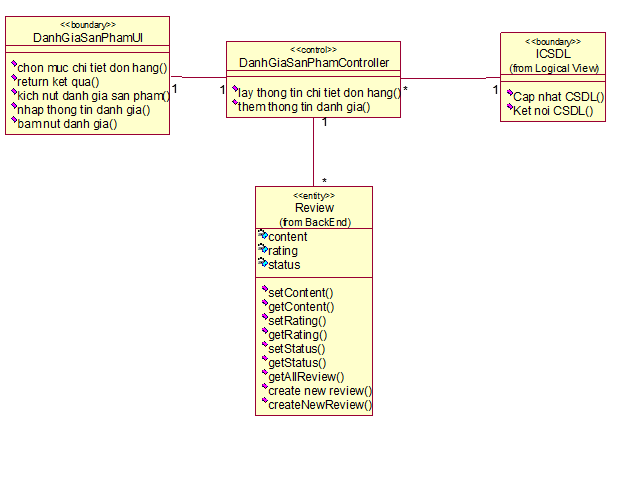 <<boundary>>
DanhGiaSanPhamUI
chon muc chi tiet don hang()
return ket qua()
kich nut danh gia san pham()
nhap thong tin danh gia()
bam nut danh gia()
1
1
<<control>>
DanhGiaSanPhamController
lay thong tin chi tiet don hang()
them thong tin danh gia()
*
1
<<boundary>>
ICSDL
(from Logical View)
Cap nhat CSDL()
Ket noi CSDL()
1
*
<<entity>>
Review
(from BackEnd)
content
rating
status
setContent()
getContent()
setRating()
getRating()
setStatus()
getStatus()
getAllReview()
create new review()
createNewReview()